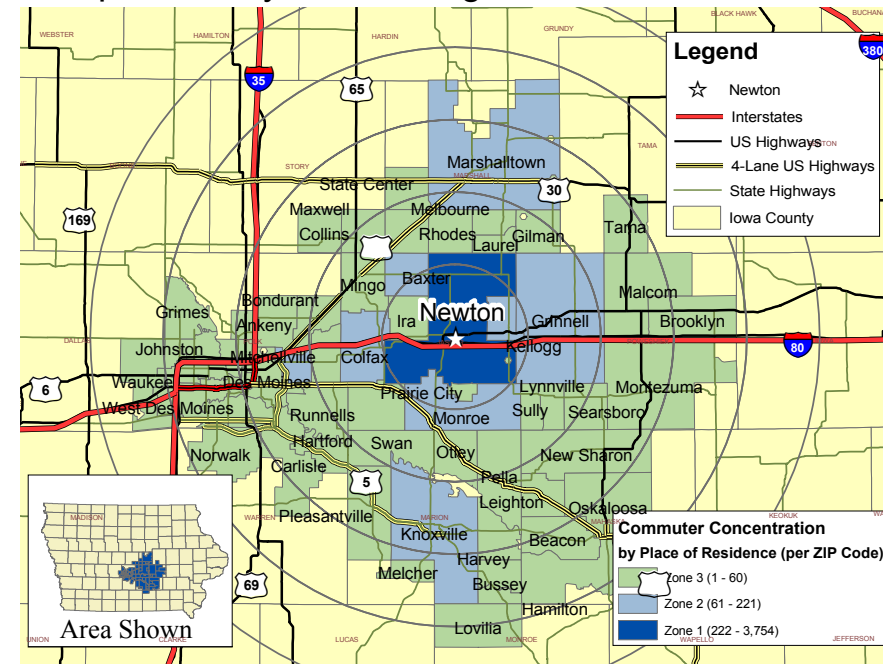 WEBSTER
HAMILTON
HARDIN
GRUNDY
BLACK HAWK
380
35
65
Legend
Newton
Interstates
US Highways
4-Lane US Highways
State Highways
Iowa County
TAMA
STORY
Marshalltown
MARSHALL
State Center
30
169
Maxwell
Melbourne
Collins
Rhodes
Laurel
Gilman
Tama
Mingo
Baxter
Malcom
Grimes
Bondurant
Ankeny
Ira
Newton
Grinnell
Brooklyn
DALLAS
Johnston
Mitchellville
Colfax
Kellogg
80
6
Waukee
Des Moines
Prairie City
Lynnville
Montezuma
West Des Moines
Runnells
Monroe
Sully
Searsboro
Hartford
Swan
Otley
New Sharon
Norwalk
Carlisle
Pella
5
Leighton
Oskaloosa
MADISON
WARREN
Pleasantville
MARION
MAHASKA
KEOKUK
Knoxville
Beacon
Harvey
Melcher
Bussey
69
Hamilton
Lovilla
Area Shown
UNION
CLARKE
LUCAS
MONROE
WAPELLO
JEFFERSON
Commuter Concentration
by Place of Residence (per ZIP Code)
Zone 3 (1 - 60)
Zone 2 (61 - 221)
Zone 1 (222 - 3,754)